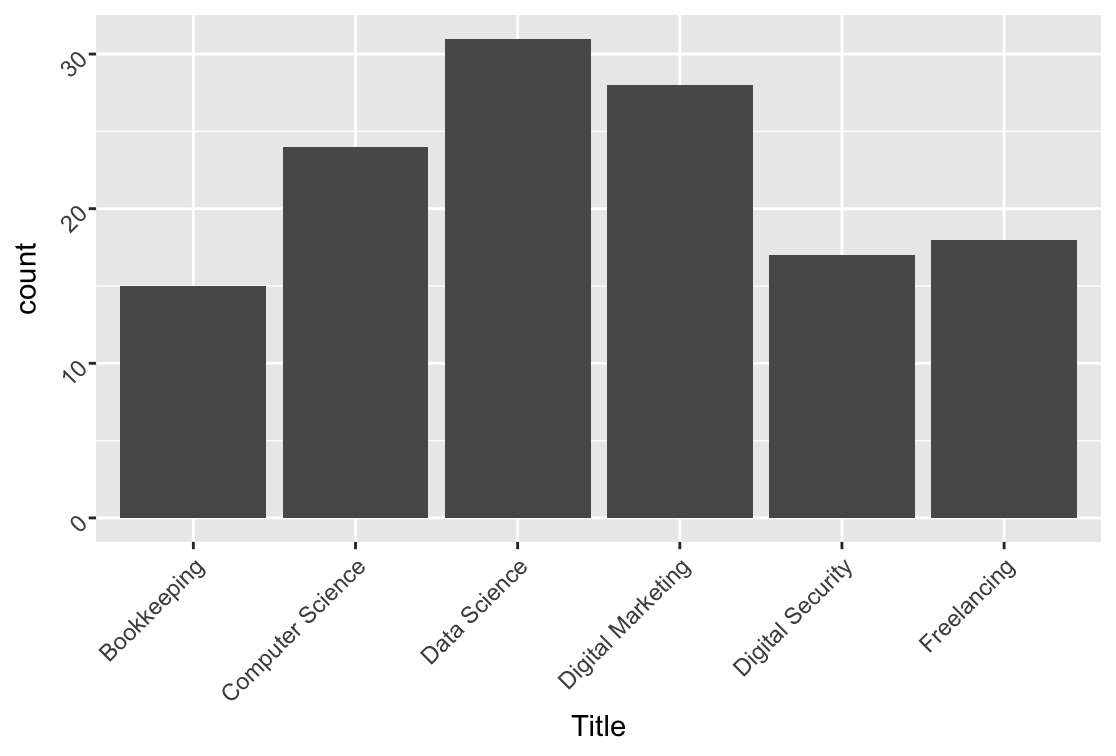 count
30
20
10
0
Bookkeeping
Computer Science
Data Science
Digital Marketing
Digital Security
Freelancing
Title